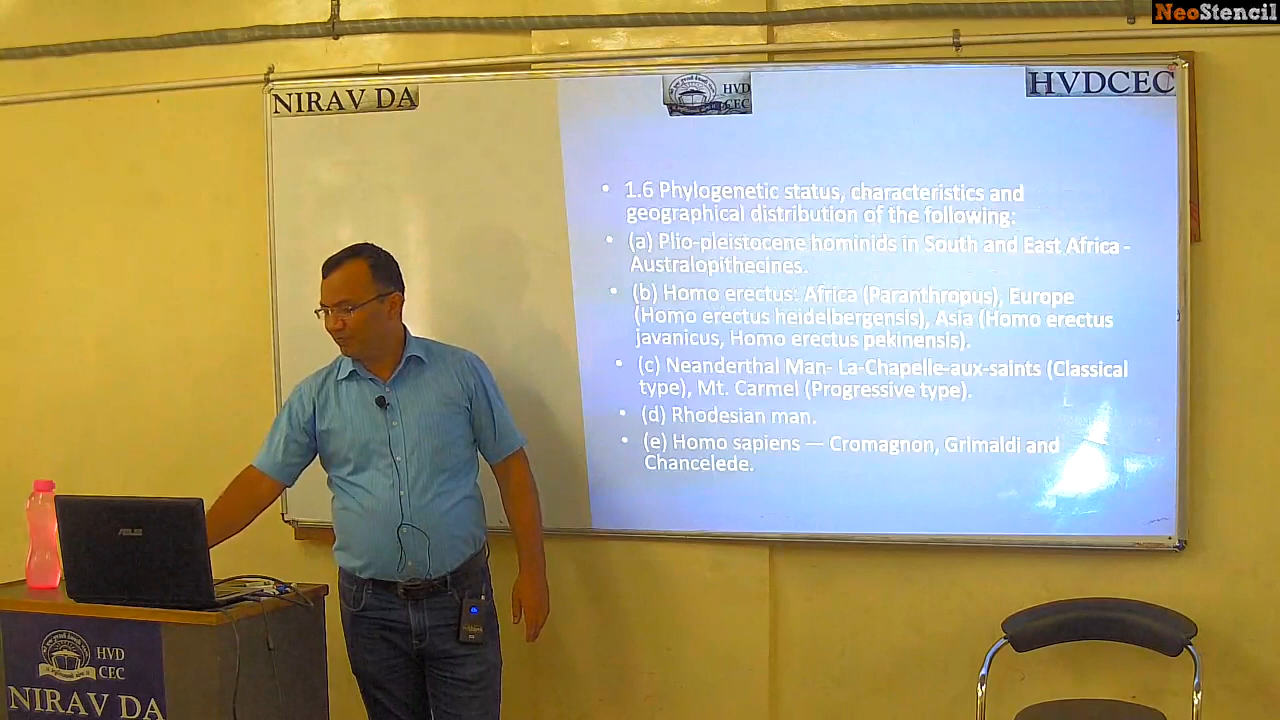 NeoStencil
NIRAV DA
HVD
CEC
HVDCEC
• 1.6 Phylogenetic status, characteristics and
geographical distribution of the following:
• (a) Plio-pleistocene hominids in South and East Africa -
Australopithecines.
• (b) Homo erectus: Africa (Paranthropus), Europe
(Homo erectus heidelbergensis), Asia (Homo erectus
javanicus, Homo erectus pekinensis).
• (c) Neanderthal Man- La-Chapelle-aux-saints (Classical
type), Mt. Carmel (Progressive type).
• (d) Rhodesian man.
• (e) Homo sapiens — Cromagnon, Grimaldi and
Chancelede.
ASUS
HVD
CEC
NIRAV DA